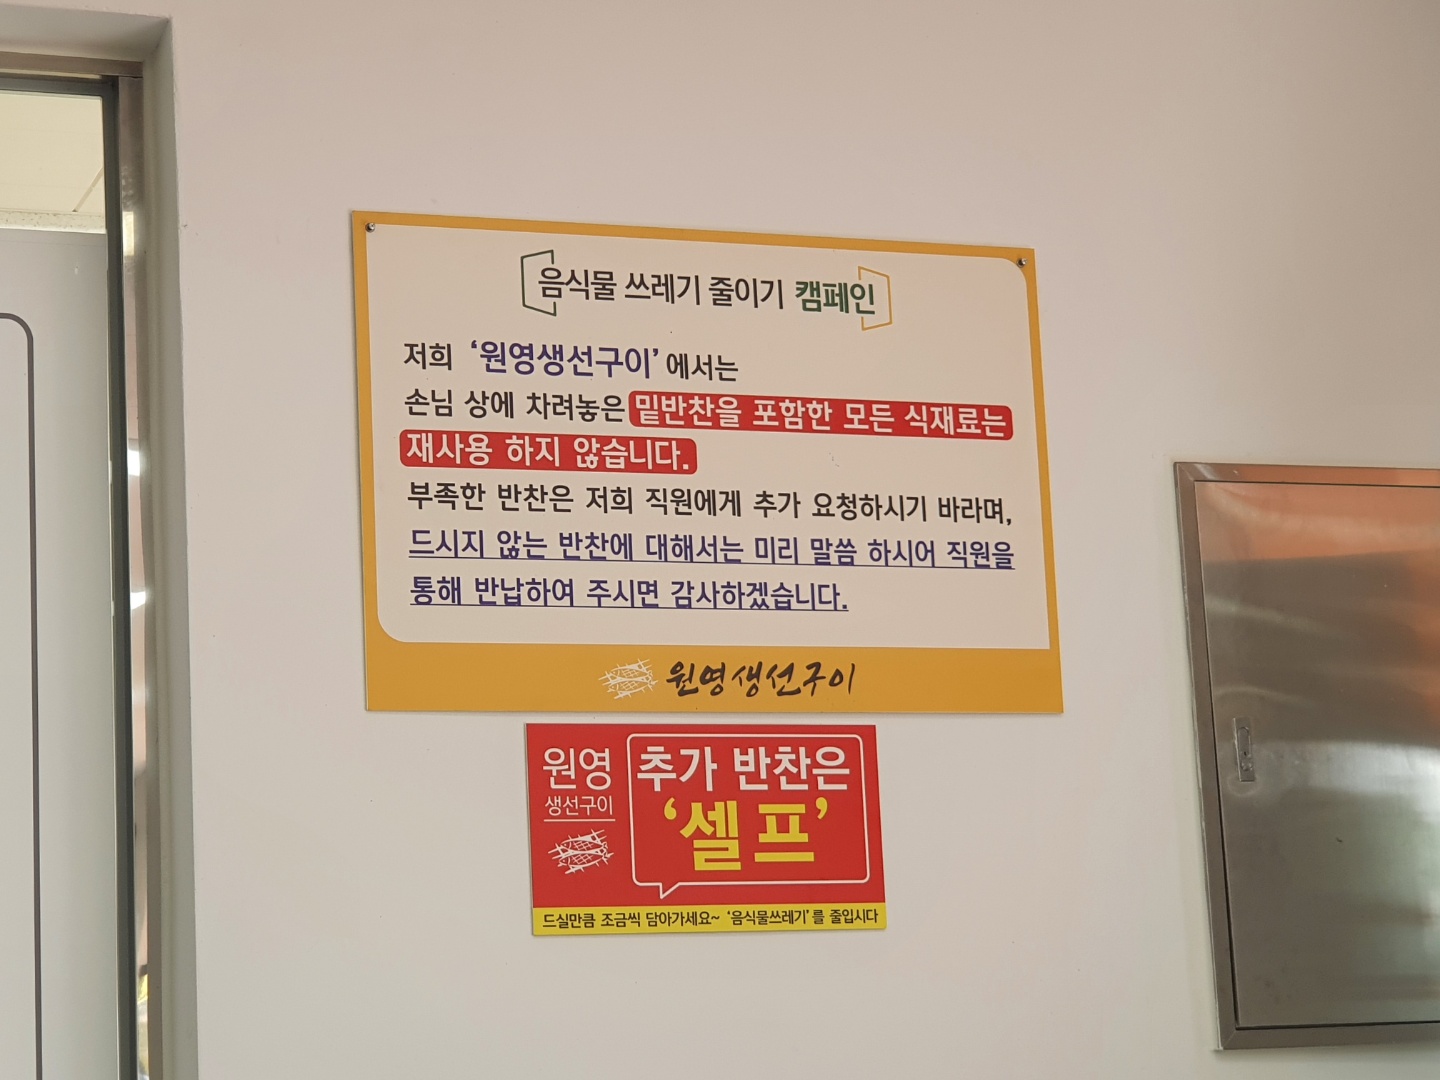 음식물 쓰레기 줄이기 캠페인
저희 '원영생선구이'에서는
손님 상에 차려놓은 밑반찬을 포함한 모든 식재료는
재사용 하지 않습니다.
부족한 반찬은 저희 직원에게 추가 요청하시기 바라며,
드시지 않는 반찬에 대해서는 미리 말씀 하시어 직원을
통해 반납하여 주시면 감사하겠습니다.
원영생선구이
원영
생선구이
추가 반찬은
'셀프'
드실만큼 조금씩 담아가세요~ '음식물쓰레기'를 줄입시다